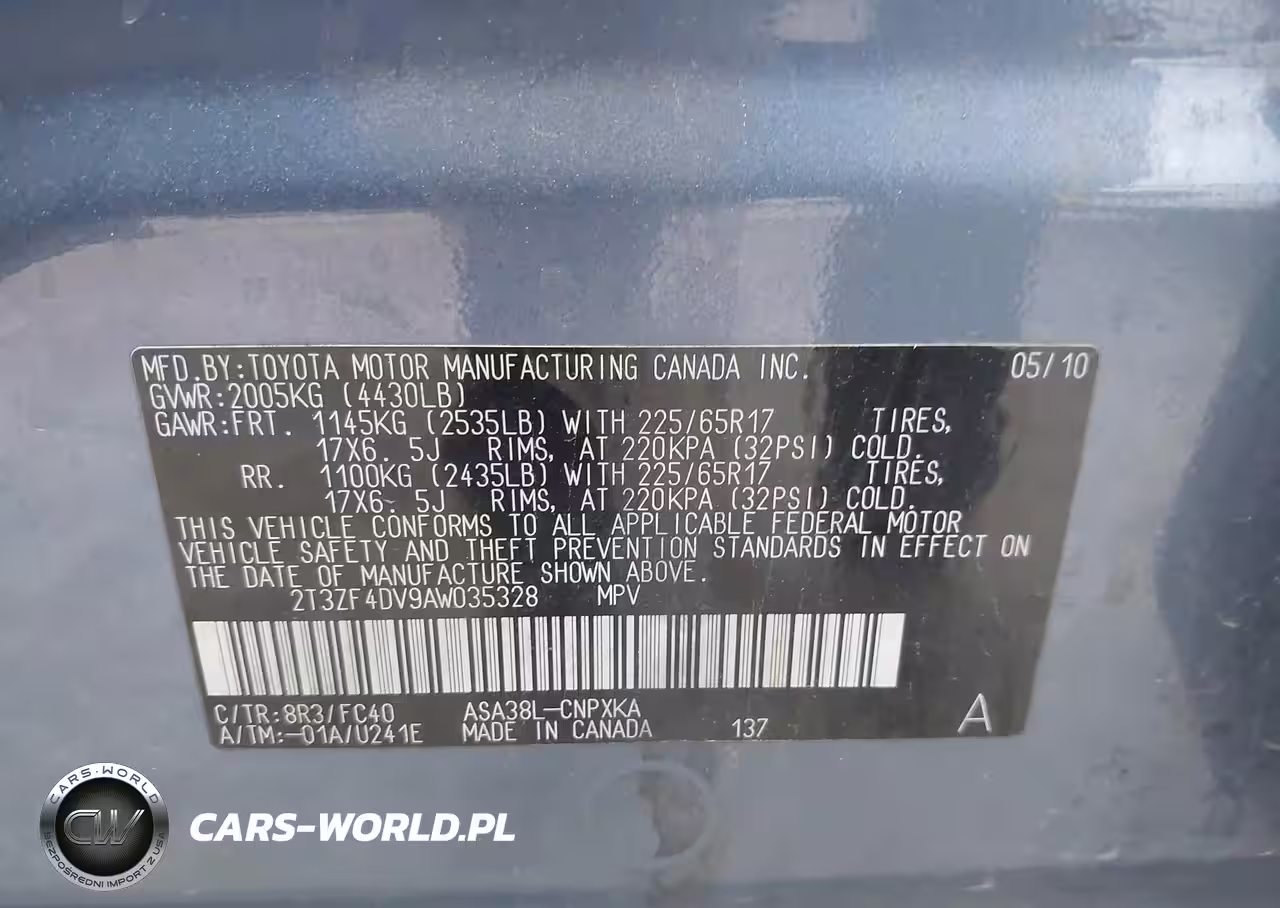 MFD.BY:TOYOTA MOTOR MANUFACTURING CANADA INC. 05/10
GVWR:2005KG (4430LB)
GAWR:FRT. 1145KG (2535LB) WITH 225/65R17 TIRES,
17X6.5J RIMS, AT 220KPA (32PSI) COLD.
RR. 1100KG (2435LB) WITH 225/65R17 TIRES,
17X6.5J RIMS, AT 220KPA (32PSI) COLD.
THIS VEHICLE CONFORMS TO ALL APPLICABLE FEDERAL MOTOR
VEHICLE SAFETY AND THEFT PREVENTION STANDARDS IN EFFECT ON
THE DATE OF MANUFACTURE SHOWN ABOVE.
2T3ZF4DV9AW035328 MPV
C/TR:8R3/FC40 ASA38L-CNPXKA
A/TM:-01A/U241E MADE IN CANADA 137 A
CARS-WORLD
CW
BEZPOŚREDNI IMPORT Z USA
CARS-WORLD.PL